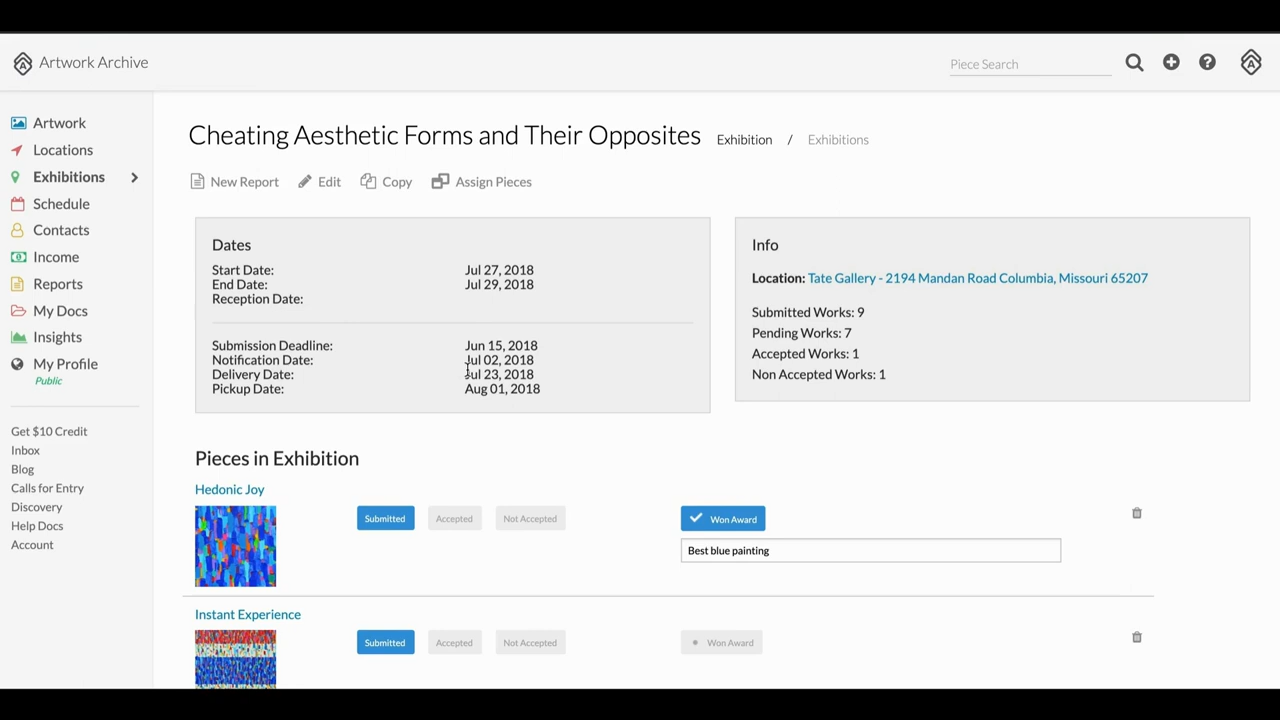 Artwork Archive
Piece Search
Artwork
Locations
Exhibitions
Schedule
Contacts
Income
Reports
My Docs
Insights
My Profile
Public
Get $10 Credit
Inbox
Blog
Calls for Entry
Discovery
Help Docs
Account
Cheating Aesthetic Forms and Their Opposites Exhibition / Exhibitions
New Report Edit Copy Assign Pieces
Dates
Start Date: Jul 27, 2018
End Date: Jul 29, 2018
Reception Date:
Submission Deadline: Jun 15, 2018
Notification Date: Jul 02, 2018
Delivery Date: Jul 23, 2018
Pickup Date: Aug 01, 2018
Info
Location: Tate Gallery - 2194 Mandan Road Columbia, Missouri 65207
Submitted Works: 9
Pending Works: 7
Accepted Works: 1
Non Accepted Works: 1
Pieces in Exhibition
Hedonic Joy
Submitted Accepted Not Accepted Won Award
Best blue painting
Instant Experience
Submitted Accepted Not Accepted Won Award